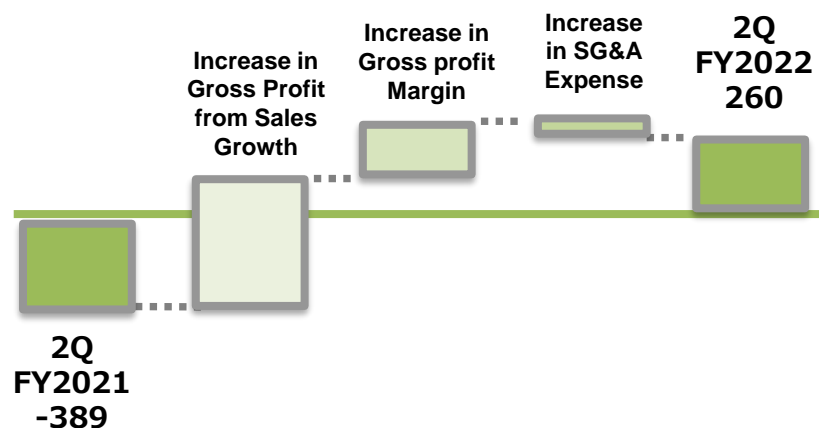 2Q
FY2021
-389
Increase in
Gross Profit
from Sales
Growth
Increase in
Gross profit
Margin
Increase
in SG&A
Expense
2Q
FY2022
260